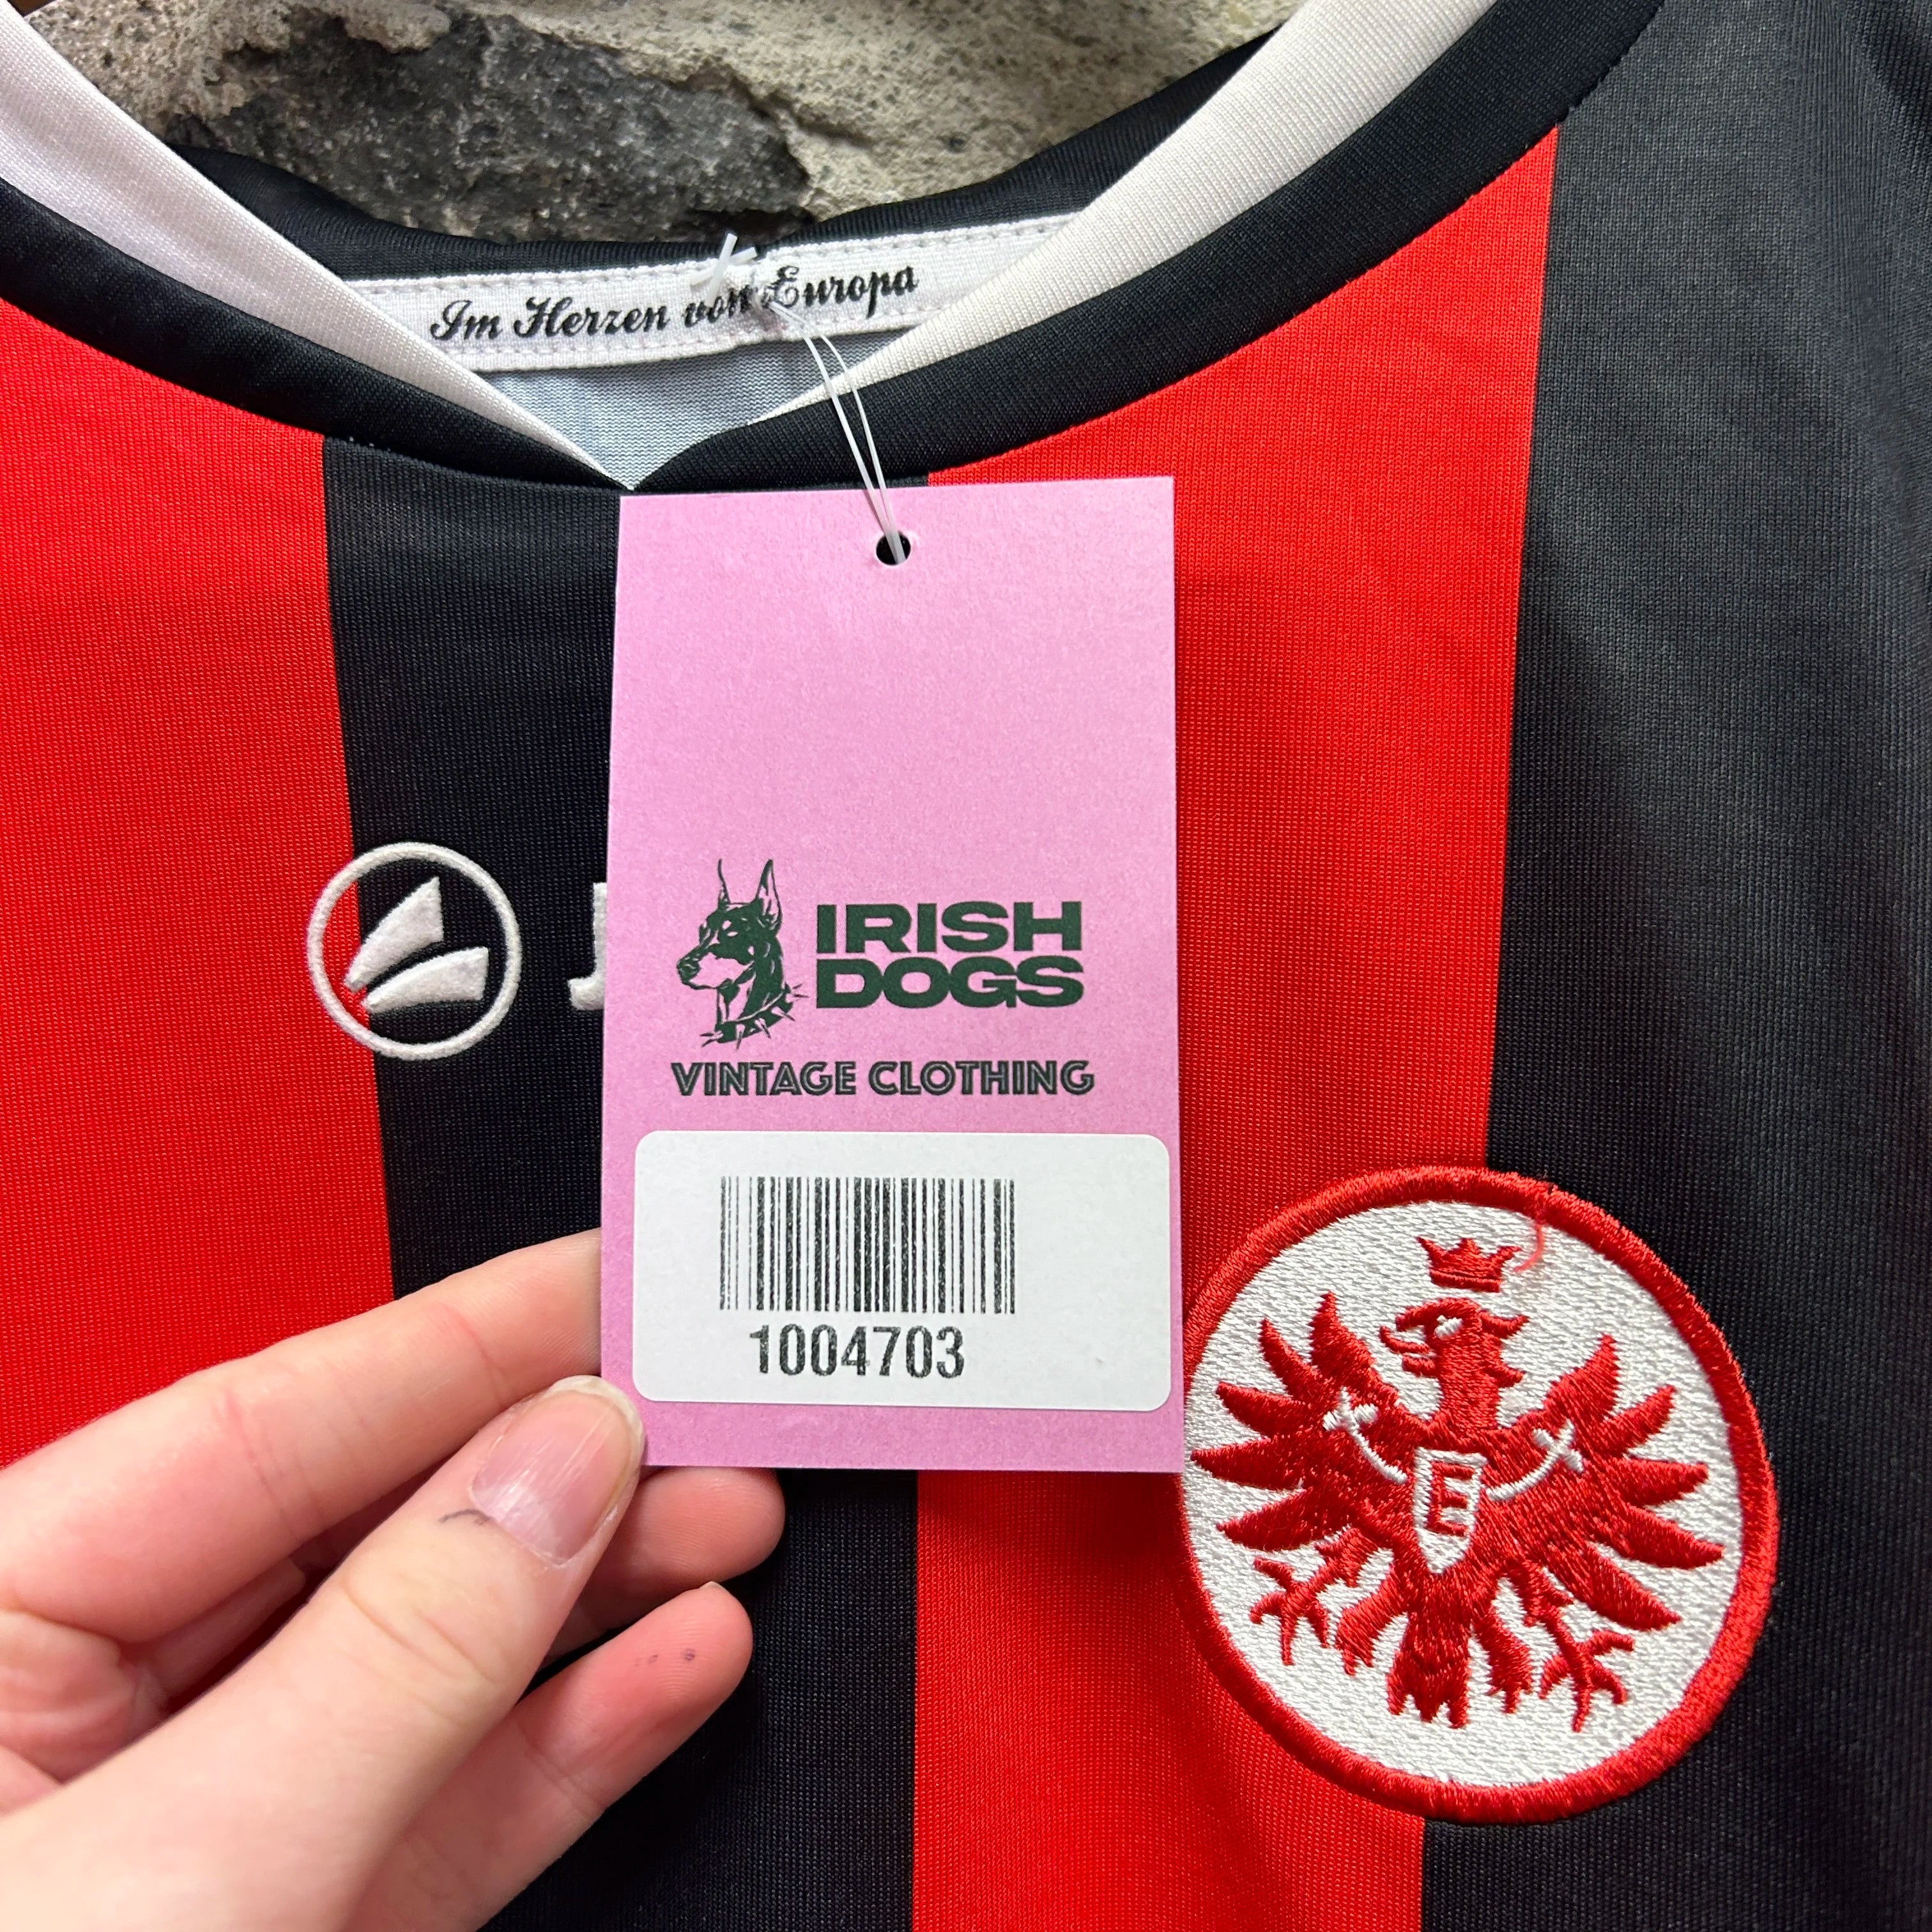 Im Herzen von Europa
J
IRISH
DOGS
VINTAGE CLOTHING
1004703
E